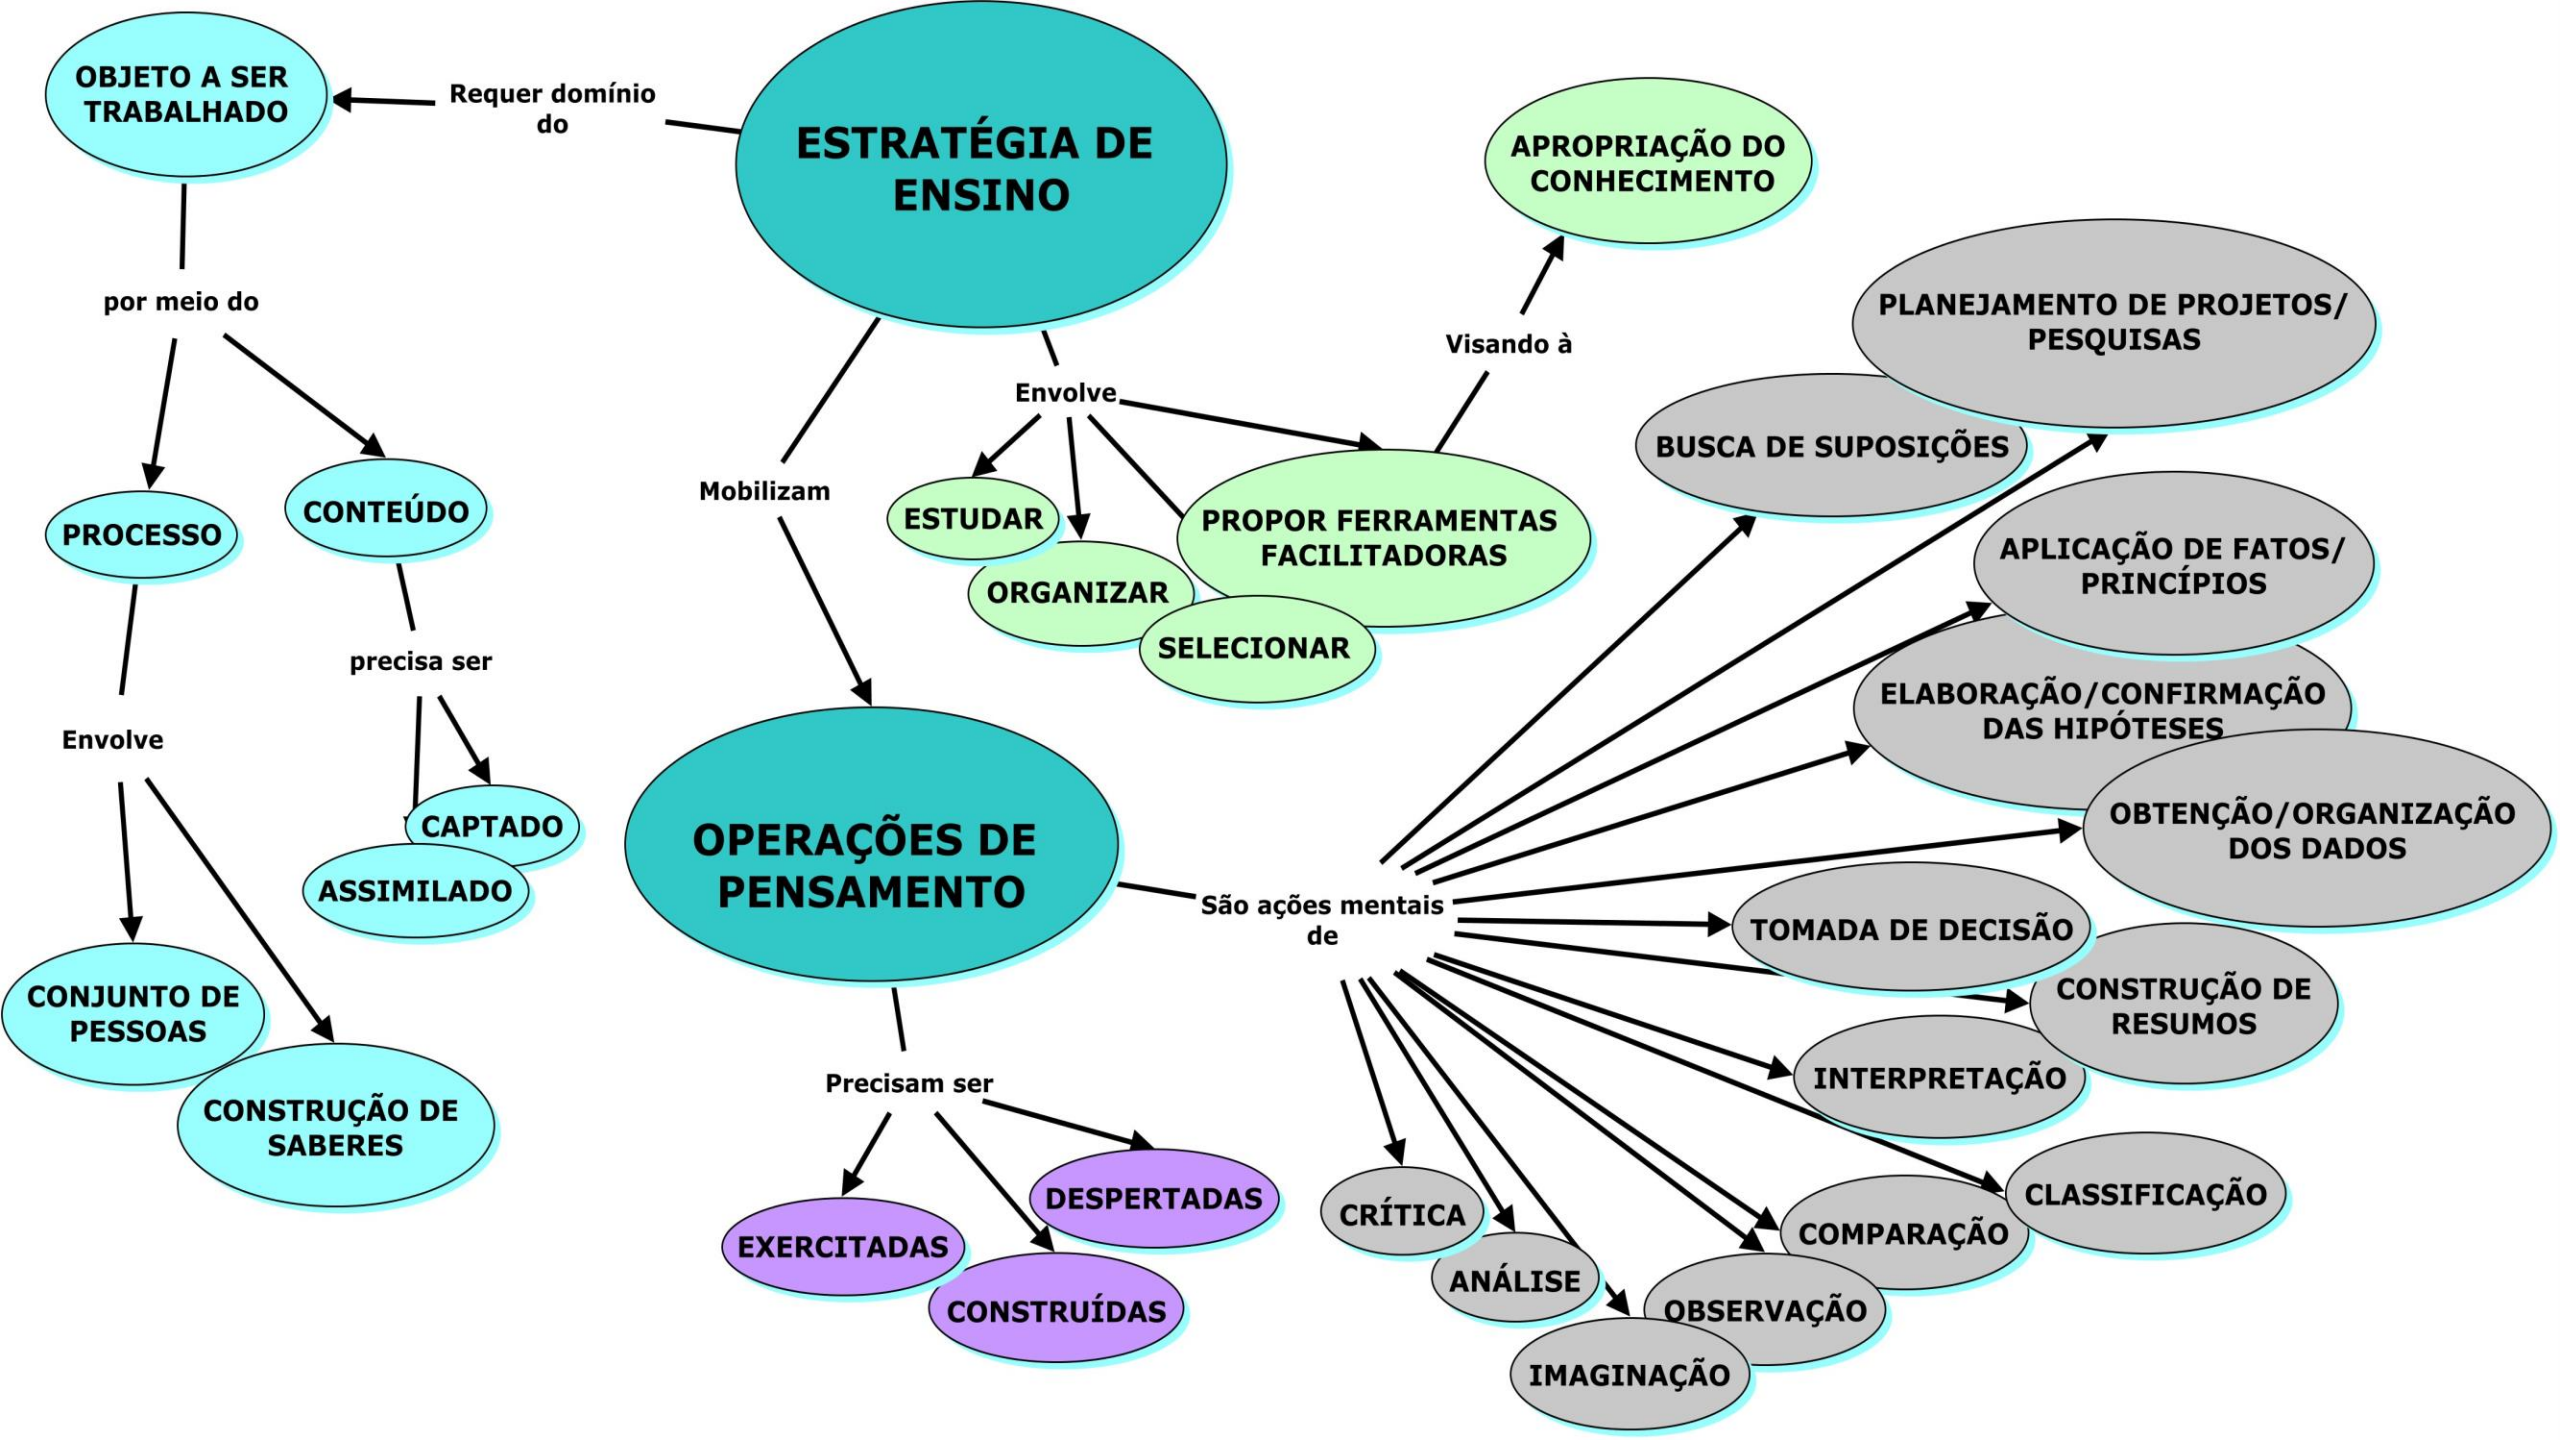 OBJETO A SER
TRABALHADO
Requer domínio
do
ESTRATÉGIA DE
ENSINO
APROPRIAÇÃO DO
CONHECIMENTO
por meio do
Visando à
PLANEJAMENTO DE PROJETOS/
PESQUISAS
Envolve
BUSCA DE SUPOSIÇÕES
Mobilizam
PROCESSO
CONTEÚDO
ESTUDAR
PROPOR FERRAMENTAS
FACILITADORAS
ORGANIZAR
SELECIONAR
APLICAÇÃO DE FATOS/
PRINCÍPIOS
precisa ser
ELABORAÇÃO/CONFIRMAÇÃO
DAS HIPÓTESES
Envolve
CAPTADO
ASSIMILADO
OPERAÇÕES DE
PENSAMENTO
OBTENÇÃO/ORGANIZAÇÃO
DOS DADOS
São ações mentais
de
TOMADA DE DECISÃO
CONJUNTO DE
PESSOAS
CONSTRUÇÃO DE
RESUMOS
CONSTRUÇÃO DE
SABERES
Precisam ser
INTERPRETAÇÃO
DESPERTADAS
EXERCITADAS
CONSTRUÍDAS
CRÍTICA
CLASSIFICAÇÃO
COMPARAÇÃO
ANÁLISE
OBSERVAÇÃO
IMAGINAÇÃO